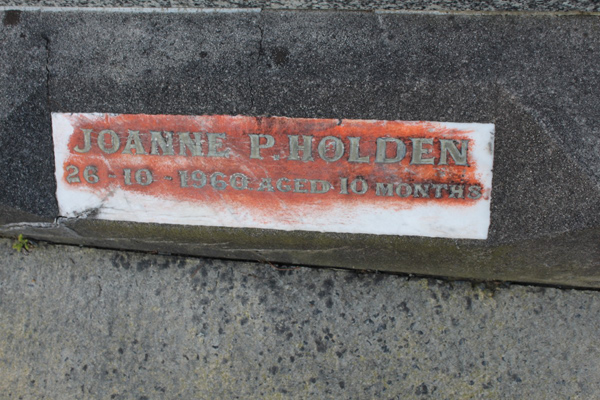 JOANNE P. HOLDEN
26-10-1960 AGED 10 MONTHS